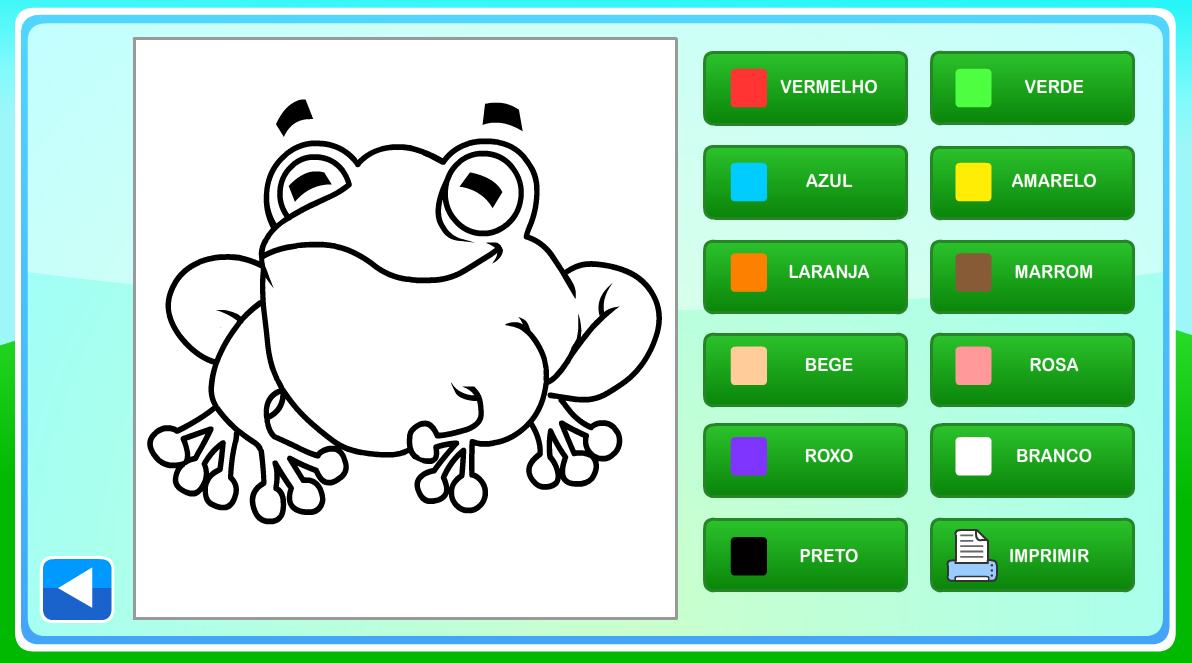 VERMELHO
VERDE
AZUL
AMARELO
LARANJA
MARROM
BEGE
ROSA
ROXO
BRANCO
PRETO
IMPRIMIR